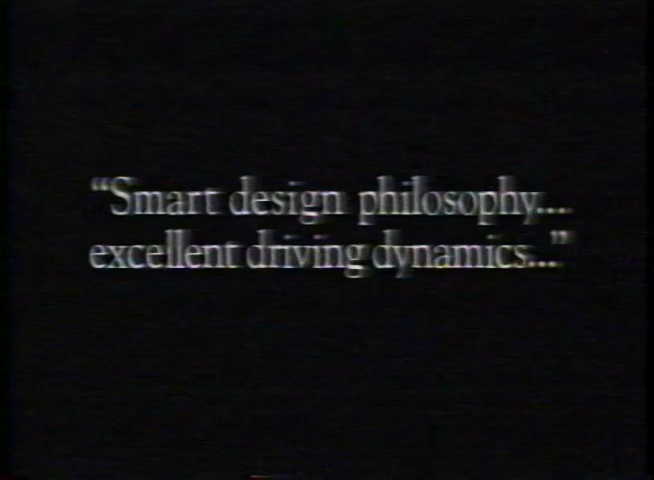 “Smart design philosophy....
excellent driving dynamics...”